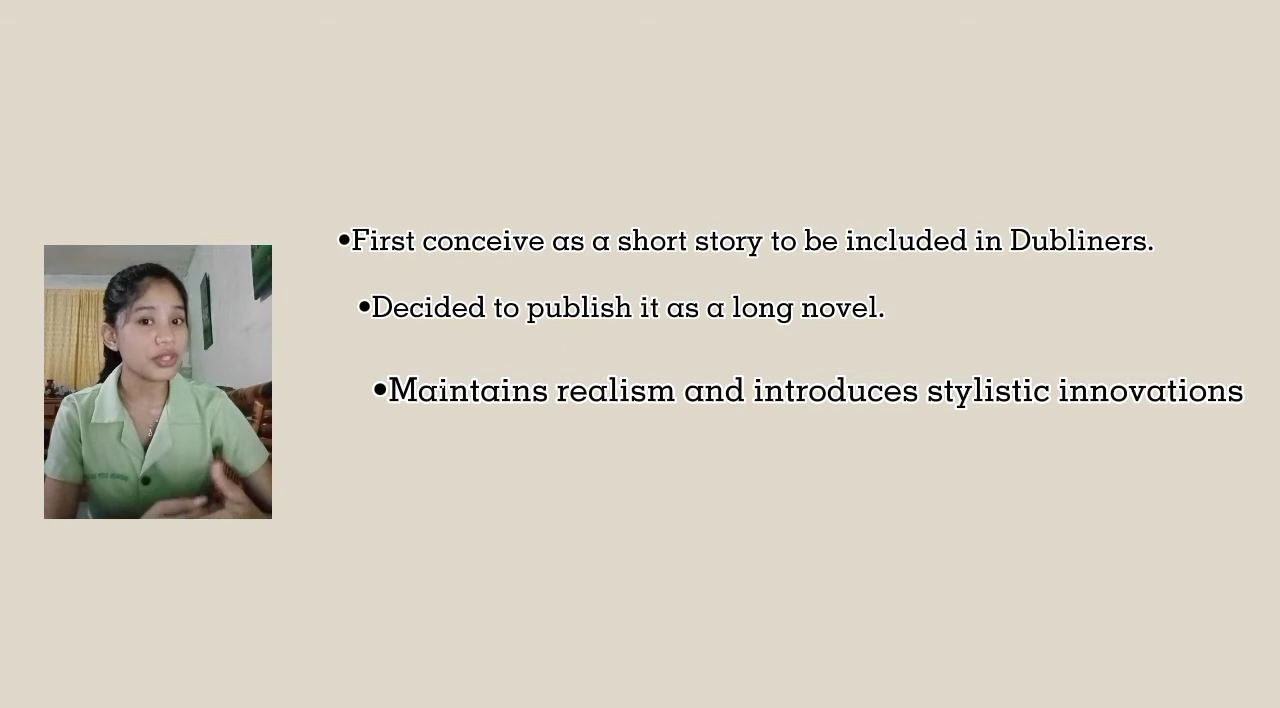 •First conceive as a short story to be included in Dubliners.
•Decided to publish it as a long novel.
•Maintains realism and introduces stylistic innovations